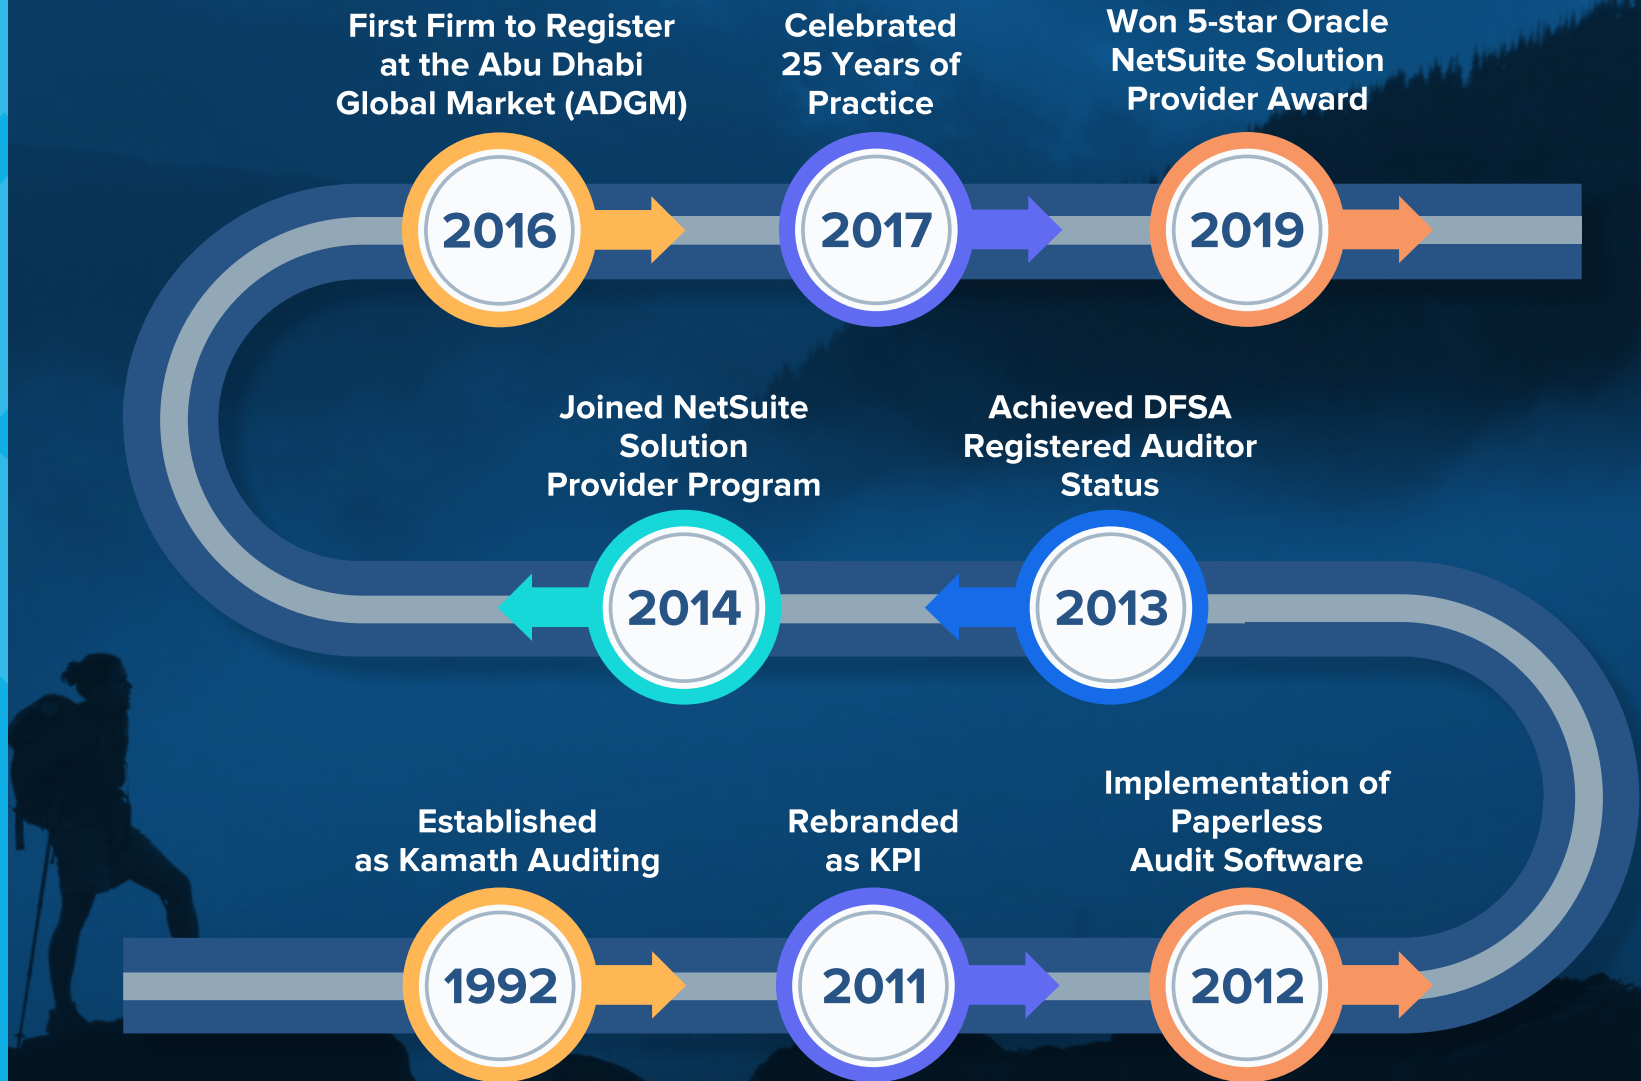 First Firm to Register
at the Abu Dhabi
Global Market (ADGM)
2016
Celebrated
25 Years of
Practice
2017
Won 5-star Oracle
NetSuite Solution
Provider Award
2019
Joined NetSuite
Solution
Provider Program
2014
Achieved DFSA
Registered Auditor
Status
2013
Established
as Kamath Auditing
1992
Rebranded
as KPI
2011
Implementation of
Paperless
Audit Software
2012